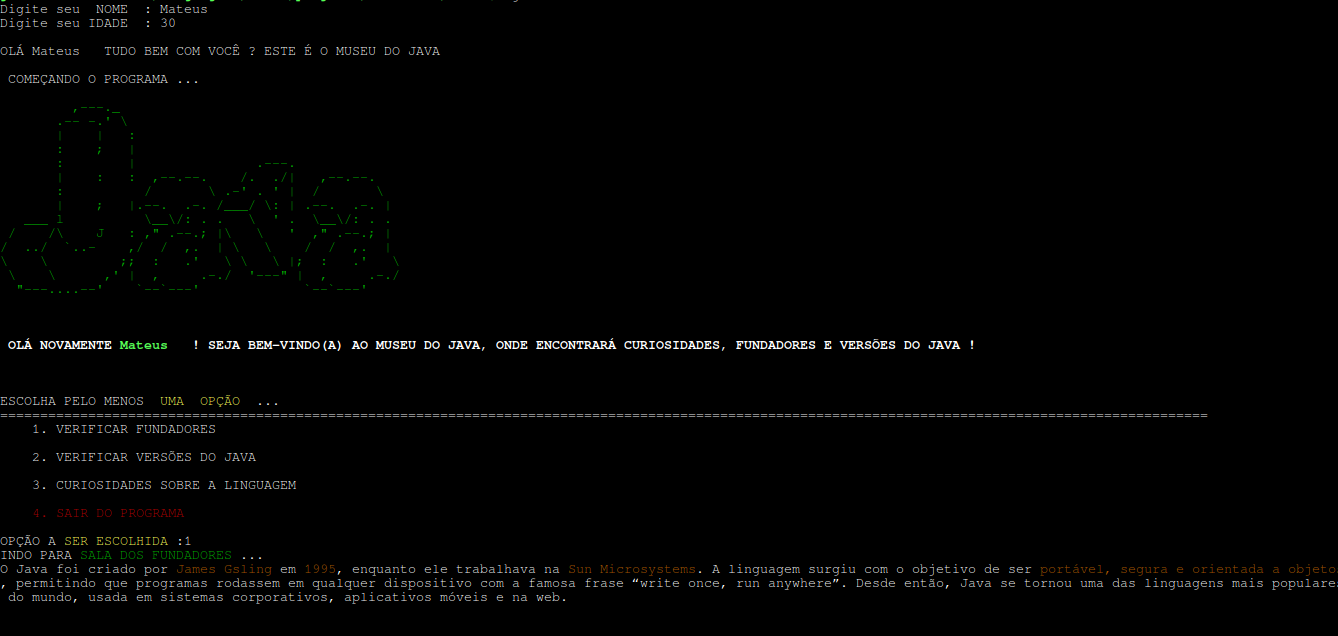 Digite seu  NOME  : Mateus
Digite seu IDADE  : 30
OLÁ Mateus   TUDO BEM COM VOCÊ ? ESTE É O MUSEU DO JAVA
COMEÇANDO O PROGRAMA ...
Java
OLÁ NOVAMENTE Mateus   ! SEJA BEM-VINDO(A) AO MUSEU DO JAVA, ONDE ENCONTRARÁ CURIOSIDADES, FUNDADORES E VERSÕES DO JAVA !
ESCOLHA PELO MENOS  UMA  OPÇÃO  ...
1. VERIFICAR FUNDADORES
2. VERIFICAR VERSÕES DO JAVA
3. CURIOSIDADES SOBRE A LINGUAGEM
4. SAIR DO PROGRAMA
OPÇÃO A SER ESCOLHIDA :1
INDO PARA SALA DOS FUNDADORES ...
O Java foi criado por James Gsling em 1995, enquanto ele trabalhava na Sun Microsystems. A linguagem surgiu com o objetivo de ser portável, segura e orientada a objeto
, permitindo que programas rodassem em qualquer dispositivo com a famosa frase “write once, run anywhere”. Desde então, Java se tornou uma das linguagens mais populare
do mundo, usada em sistemas corporativos, aplicativos móveis e na web.